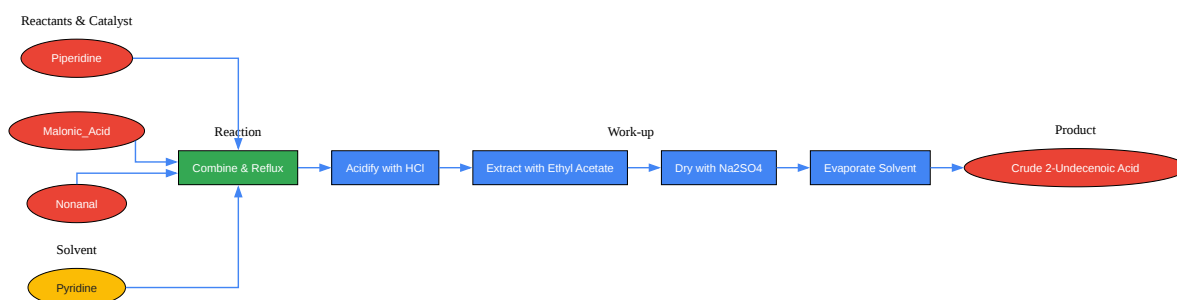 Reactants & Catalyst
Piperidine
Malonic_Acid
Nonanal
Solvent
Pyridine
Reaction
Combine & Reflux
Work-up
Acidify with HCl
Extract with Ethyl Acetate
Dry with Na2SO4
Evaporate Solvent
Product
Crude 2-Undecenoic Acid